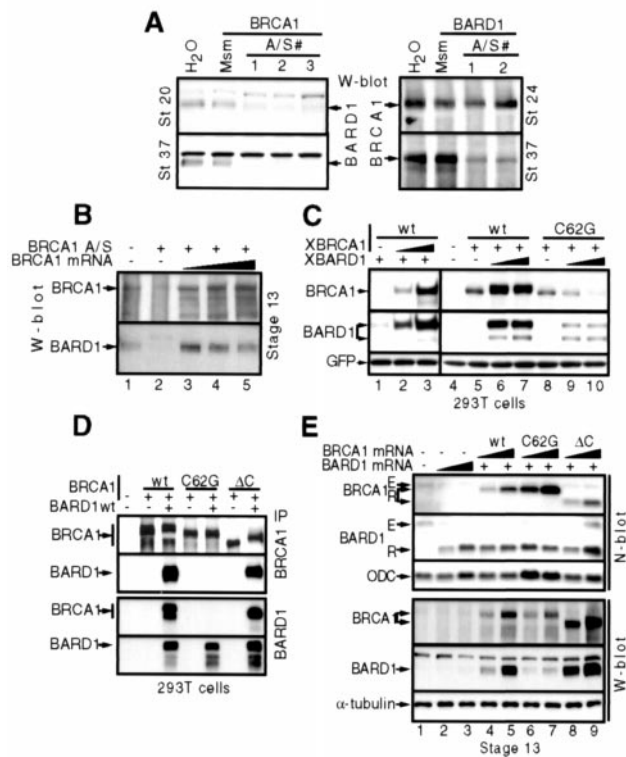 A
BRCA1
BARD1
H2O
Msm
A/S#
1 2 3
W-blot
H2O
Msm
A/S#
1 2
St 20
St 37
BARD1
BRCA1
St 24
St 37
B
BRCA1 A/S - + + + +
BRCA1 mRNA
W-blot
BRCA1
BARD1
Stage 13
1 2 3 4 5
C
wt wt C62G
XBRCA1 - - + + + + + +
XBARD1 + +
BRCA1
BARD1
GFP
1 2 3 4 5 6 7 8 9 10
293T cells
D
wt C62G ΔC
BRCA1 - + + + + + +
BARD1wt - - + - + - +
IP
BRCA1
BARD1
BRCA1
BRCA1
BARD1
BARD1
293T cells
E
wt C62G ΔC
BRCA1 mRNA - - -
BARD1 mRNA - + + + + + +
BRCA1 E
R
BARD1 E
R
ODC
N-blot
BRCA1
BARD1
α-tubulin
W-blot
1 2 3 4 5 6 7 8 9
Stage 13